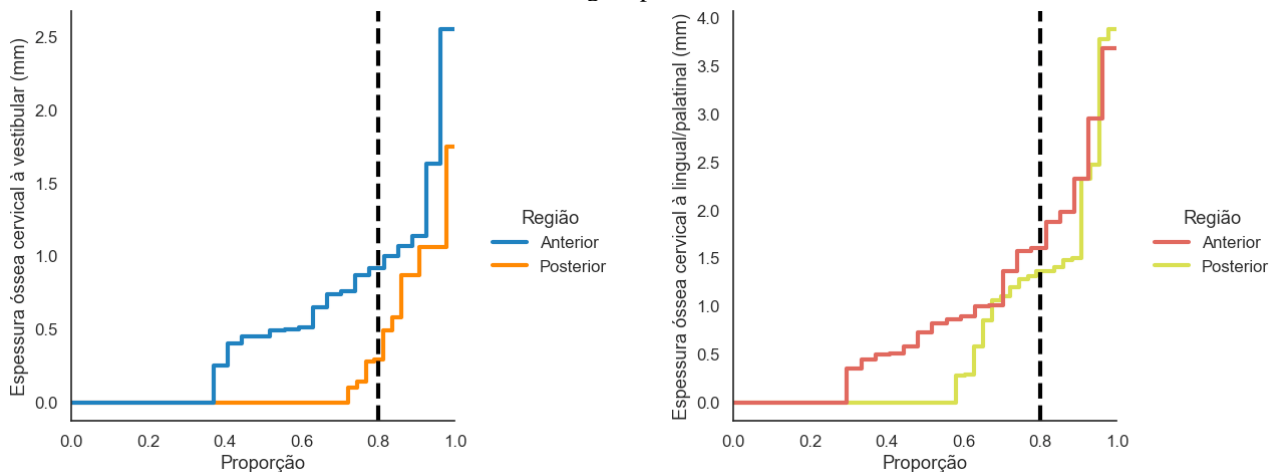 Espessura óssea cervical à vestibular (mm)
2.5
2.0
1.5
1.0
0.5
0.0
0.0
0.2
0.4
0.6
0.8
1.0
Proporção
Região
Anterior
Posterior
Espessura óssea cervical à lingual/palatinal (mm)
4.0
3.5
3.0
2.5
2.0
1.5
1.0
0.5
0.0
0.0
0.2
0.4
0.6
0.8
1.0
Proporção
Região
Anterior
Posterior